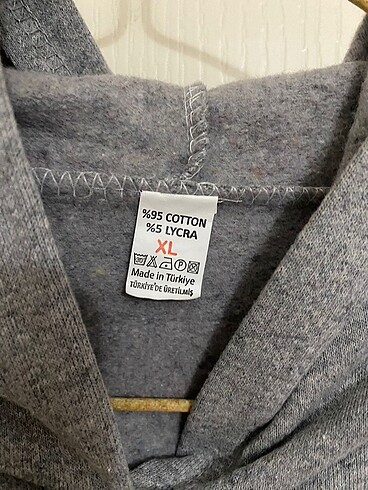 %95 COTTON
%5 LYCRA
XL
Made in Türkiye
TÜRKİYE'DE ÜRETİLMİŞ